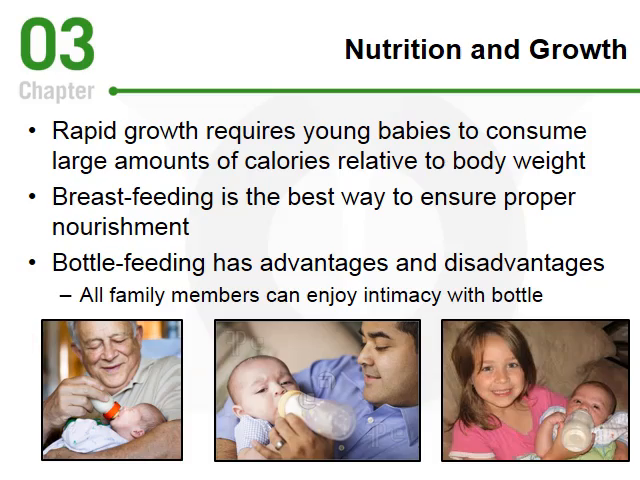 03
Chapter
Nutrition and Growth
• Rapid growth requires young babies to consume
large amounts of calories relative to body weight
• Breast-feeding is the best way to ensure proper
nourishment
• Bottle-feeding has advantages and disadvantages
– All family members can enjoy intimacy with bottle